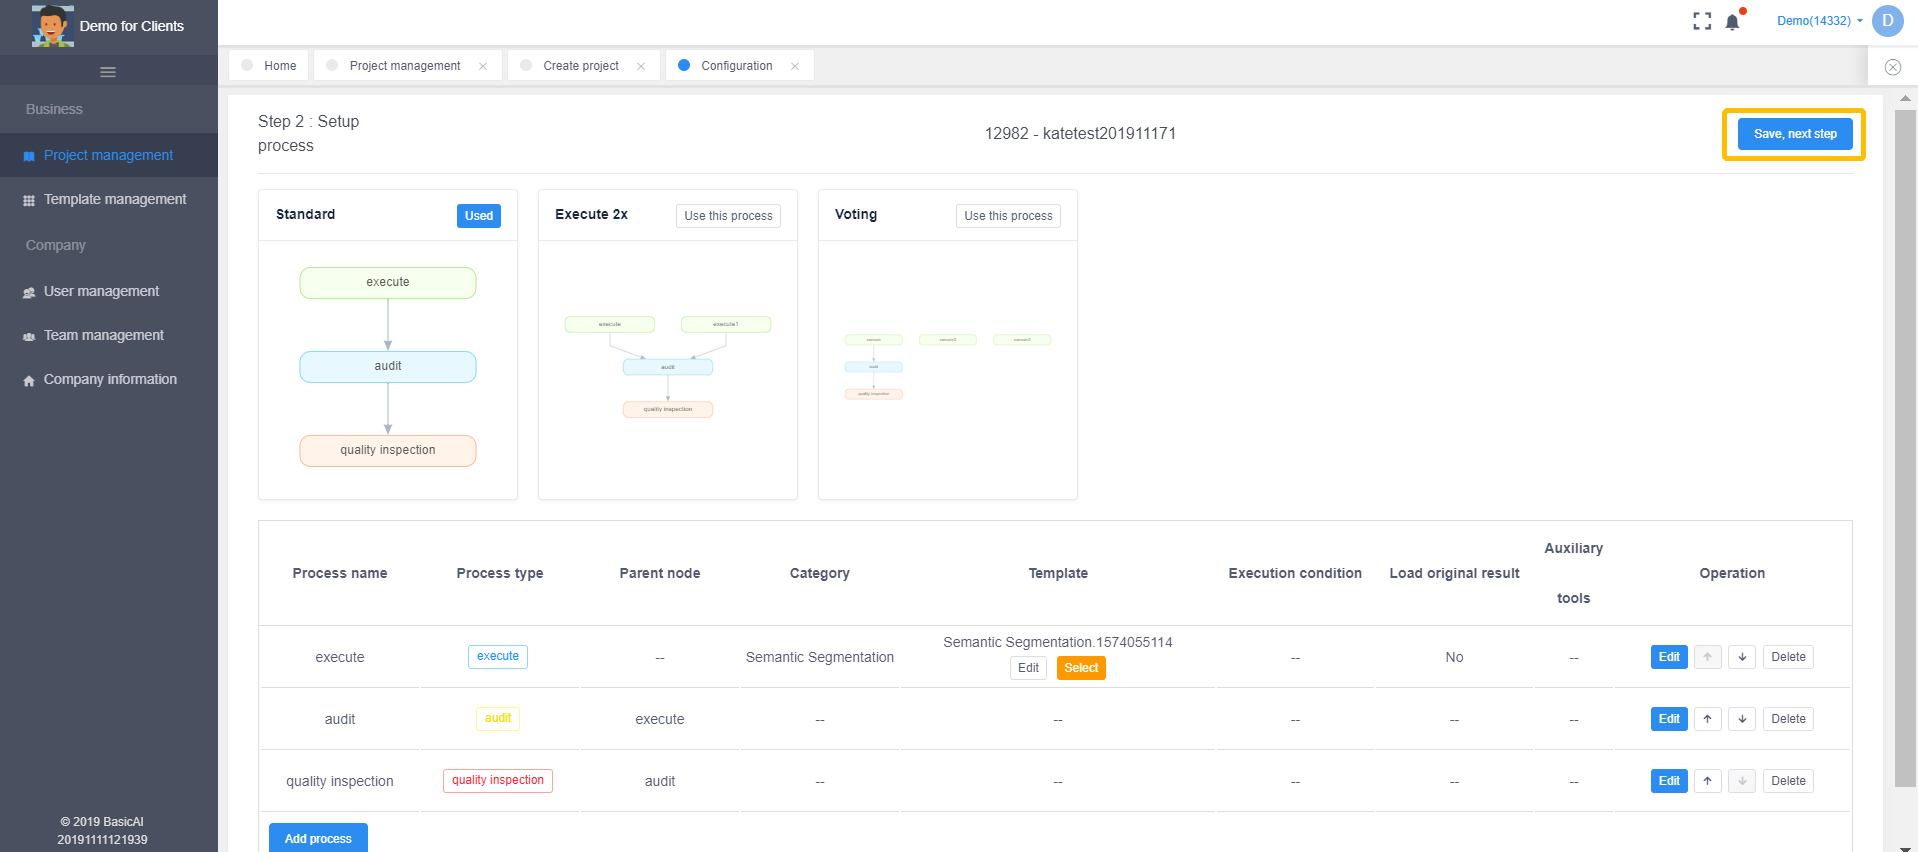 Demo for Clients
Demo(14332)
D
Home
Project management
Create project
Configuration
Business
Project management
Template management
Company
User management
Team management
Company information
© 2019 BasicAI
20191111121939
Step 2 : Setup
process
12982 - katetest201911171
Save, next step
Standard
Used
execute
audit
quality inspection
Execute 2x
Use this process
execute
execute1
audit
quality inspection
Voting
Use this process
execute
audit
quality inspection
Process name
Process type
Parent node
Category
Template
Execution condition
Load original result
Auxiliary
tools
Operation
execute
execute
--
Semantic Segmentation
Semantic Segmentation.1574055114
Edit
Select
--
No
--
Edit
Delete
audit
audit
execute
--
--
--
--
--
Edit
Delete
quality inspection
quality inspection
audit
--
--
--
--
--
Edit
Delete
Add process